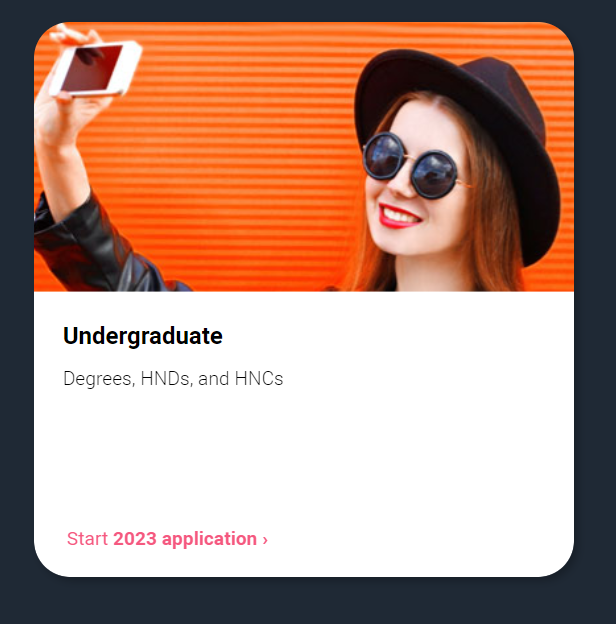 Undergraduate
Degrees, HNDs, and HNCs
Start 2023 application ›